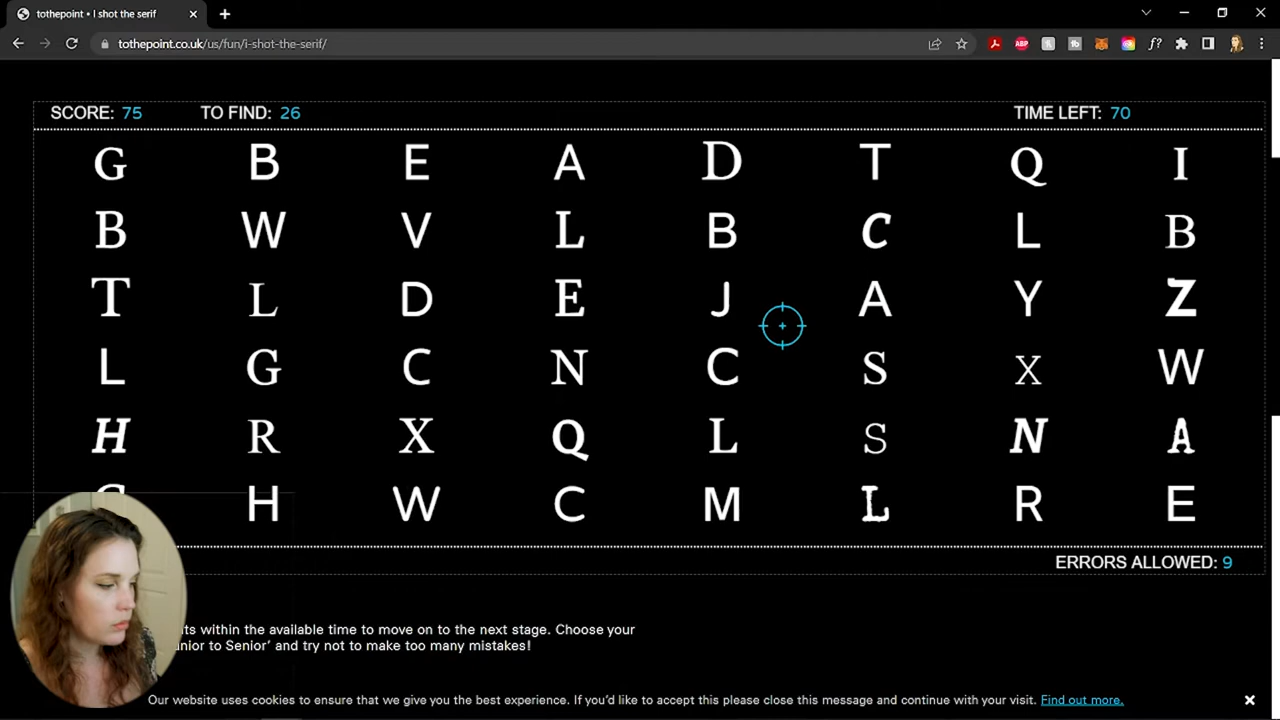 tothepoint • I shot the serif
tothepoint.co.uk/us/fun/i-shot-the-serif/
ABP
f?
SCORE: 75 TO FIND: 26 TIME LEFT: 70
G B E A D T Q I
B W V L B C L B
T L D E J A Y Z
L G C N C S X W
H R X Q L S N A
H W C M L R E
ERRORS ALLOWED: 9
within the available time to move on to the next stage. Choose your
to Senior' and try not to make too many mistakes!
Our website uses cookies to ensure that we give you the best experience. If you'd like to accept this please close this message and continue with your visit. Find out more.